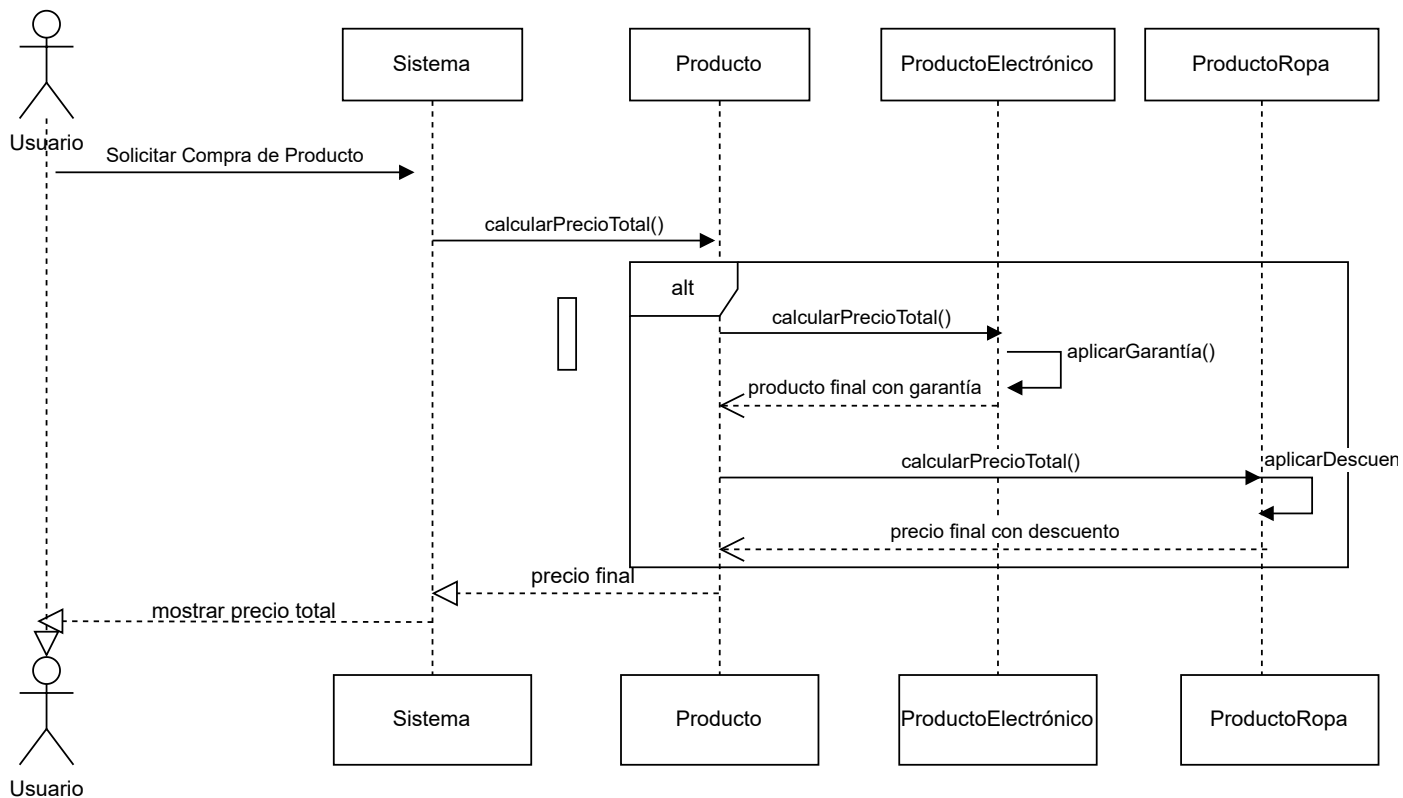 Sistema
Producto
ProductoElectrónico
ProductoRopa
Usuario
Solicitar Compra de Producto
calcularPrecioTotal()
alt
calcularPrecioTotal()
aplicarGarantía()
producto final con garantía
calcularPrecioTotal()
aplicarDescuen
precio final con descuento
precio final
mostrar precio total
Sistema
Producto
ProductoElectrónico
ProductoRopa
Usuario